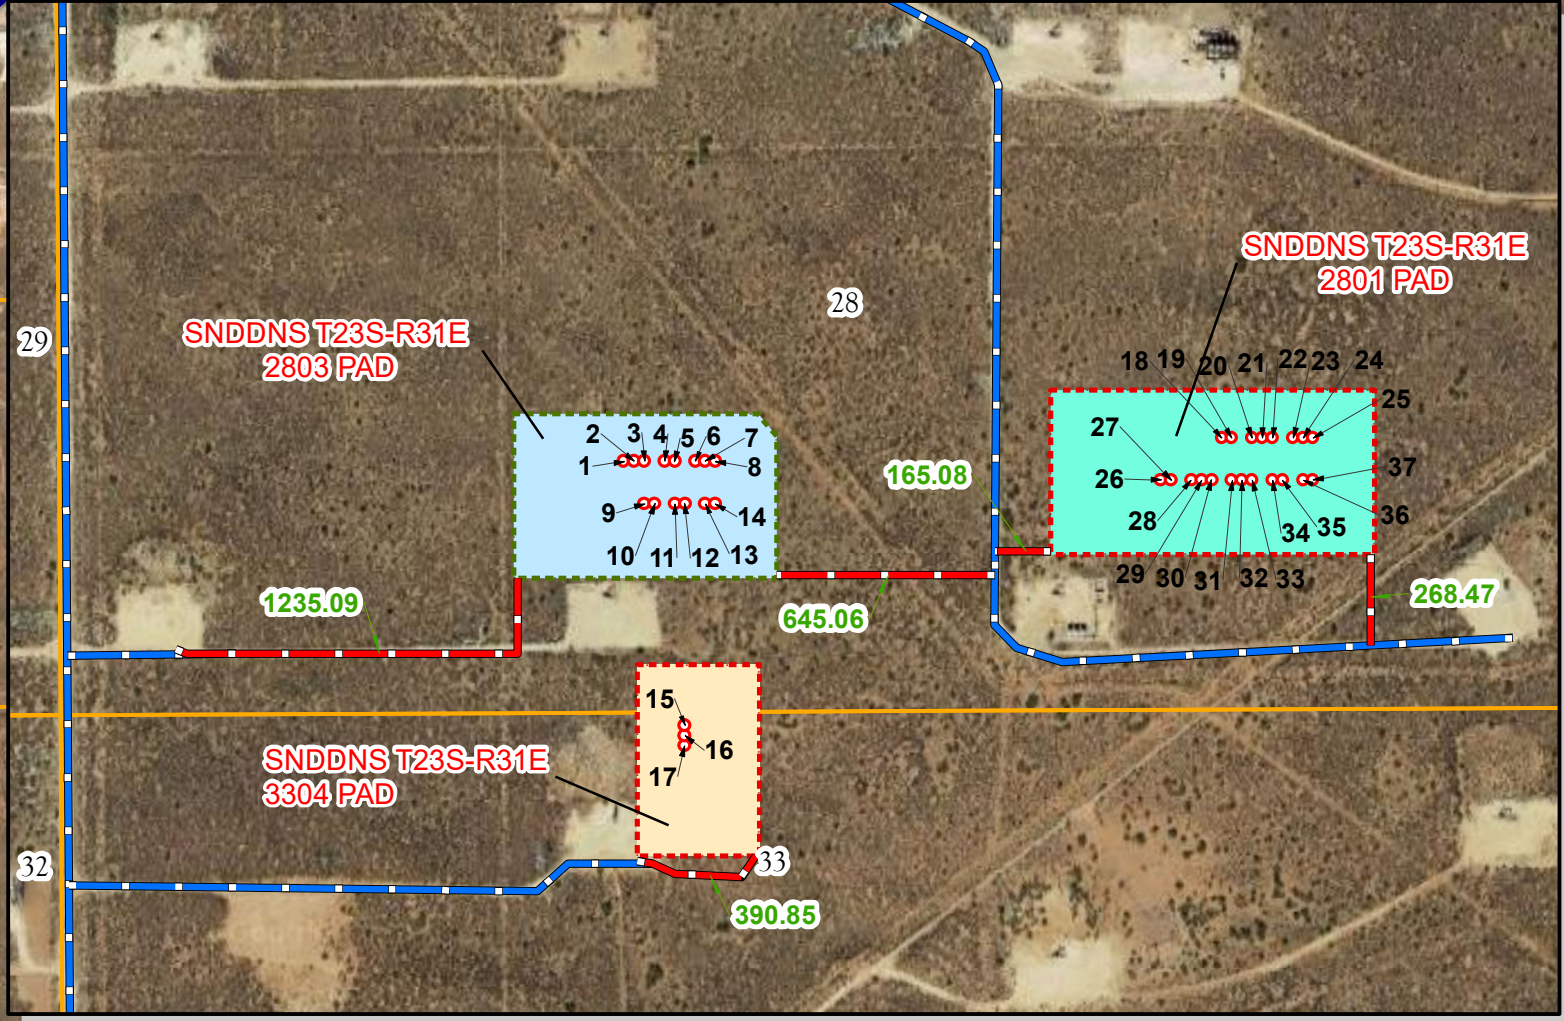 SNDDNS T23S-R31E
2801 PAD
28
29
SNDDNS T23S-R31E
2803 PAD
18 19 20 21 22 23 24
25
27
26
37
36
28
29 30 31 32 33
34 35
2 3 4 5 6 7
1
8
9
14
10 11 12 13
165.08
1235.09
645.06
268.47
15
16
17
SNDDNS T23S-R31E
3304 PAD
32
33
390.85